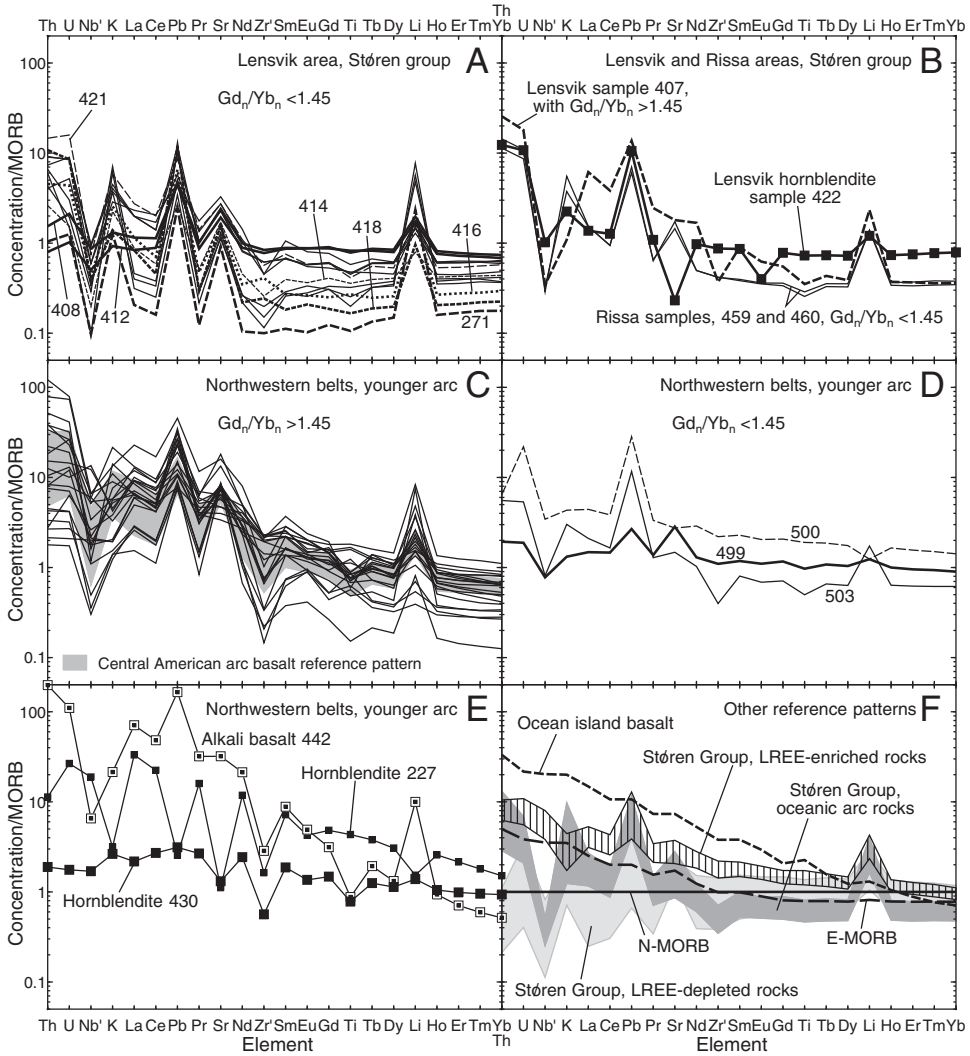 Th
Th U Nb' K La Ce Pb Pr Sr Nd Zr' Sm Eu Gd Ti Tb Dy Li Ho Er Tm Yb U Nb' K La Ce Pb Pr Sr Nd Zr' Sm Eu Gd Ti Tb Dy Li Ho Er Tm Yb
Lensvik area, Støren group A
Gdₙ/Ybₙ <1.45
421
414
418
416
408
412
271
100
10
1
0.1
Concentration/MORB
Lensvik and Rissa areas, Støren group B
Lensvik sample 407,
with Gdₙ/Ybₙ >1.45
Lensvik hornblendite
sample 422
Rissa samples, 459 and 460, Gdₙ/Ybₙ <1.45
Northwestern belts, younger arc C
Gdₙ/Ybₙ >1.45
Central American arc basalt reference pattern
100
10
1
0.1
Concentration/MORB
Northwestern belts, younger arc D
Gdₙ/Ybₙ <1.45
500
499
503
Northwestern belts, younger arc E
Alkali basalt 442
Hornblendite 227
Hornblendite 430
100
10
1
0.1
Concentration/MORB
Other reference patterns F
Ocean island basalt
Støren Group, LREE-enriched rocks
Støren Group,
oceanic arc rocks
N-MORB
E-MORB
Støren Group, LREE-depleted rocks
Th U Nb' K La Ce Pb Pr Sr Nd Zr' Sm Eu Gd Ti Tb Dy Li Ho Er Tm Yb U Nb' K La Ce Pb Pr Sr Nd Zr' Sm Eu Gd Ti Tb Dy Li Ho Er Tm Yb
Th
Element
Element